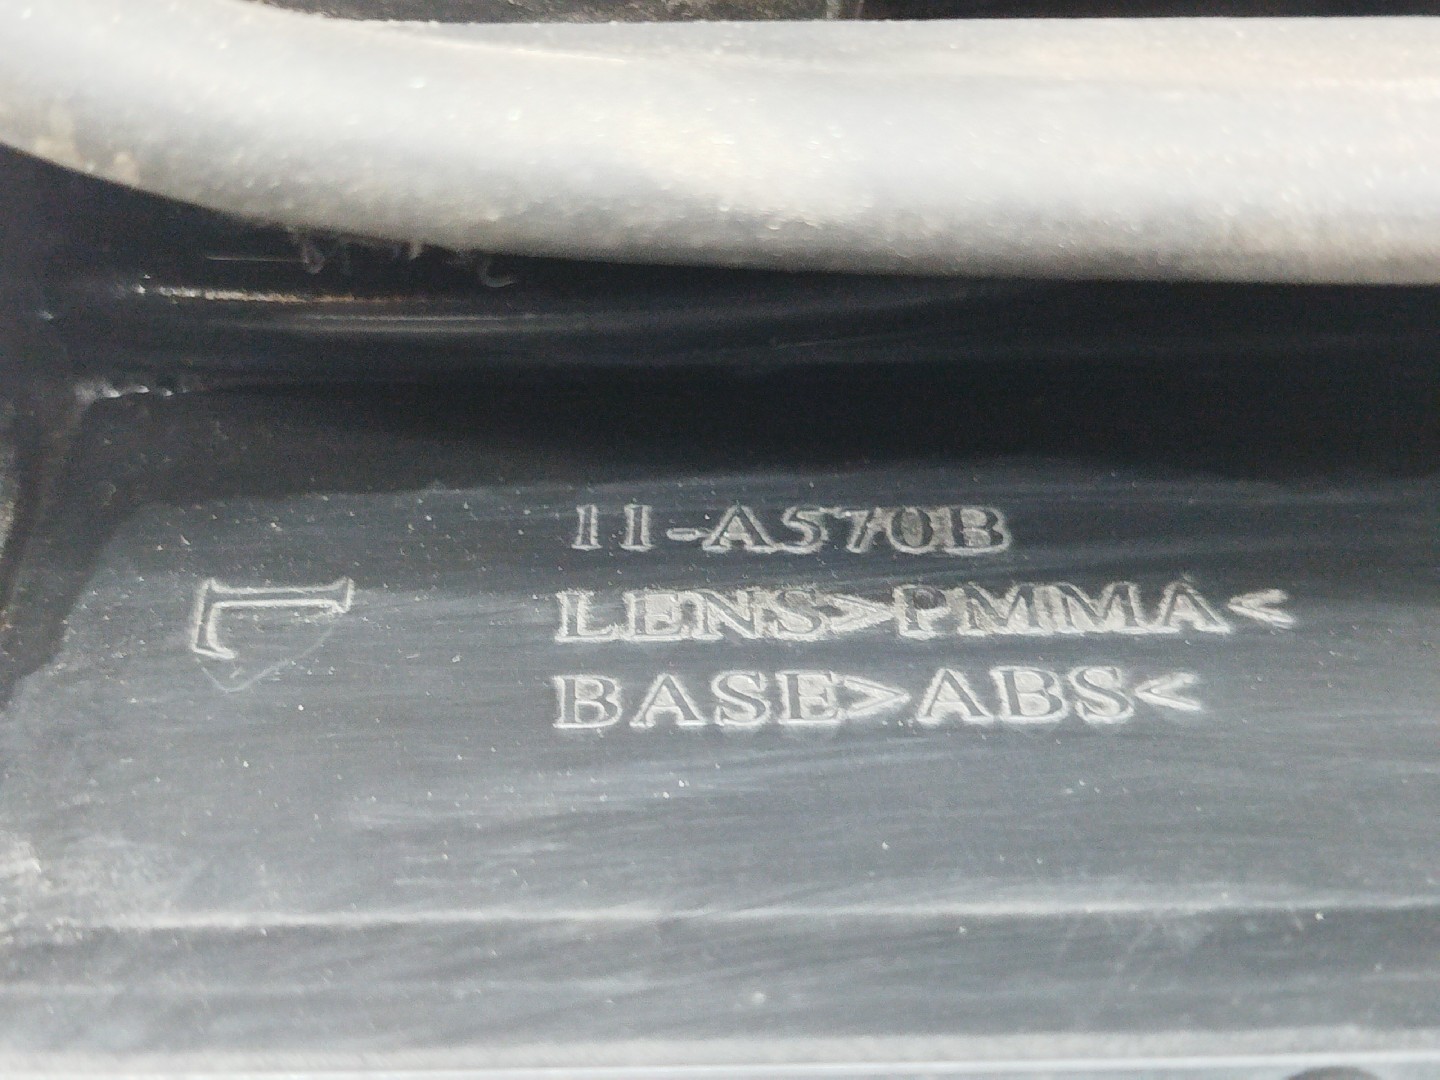 11-A570B
L
LENS>PMMA<
BASE>ABS<